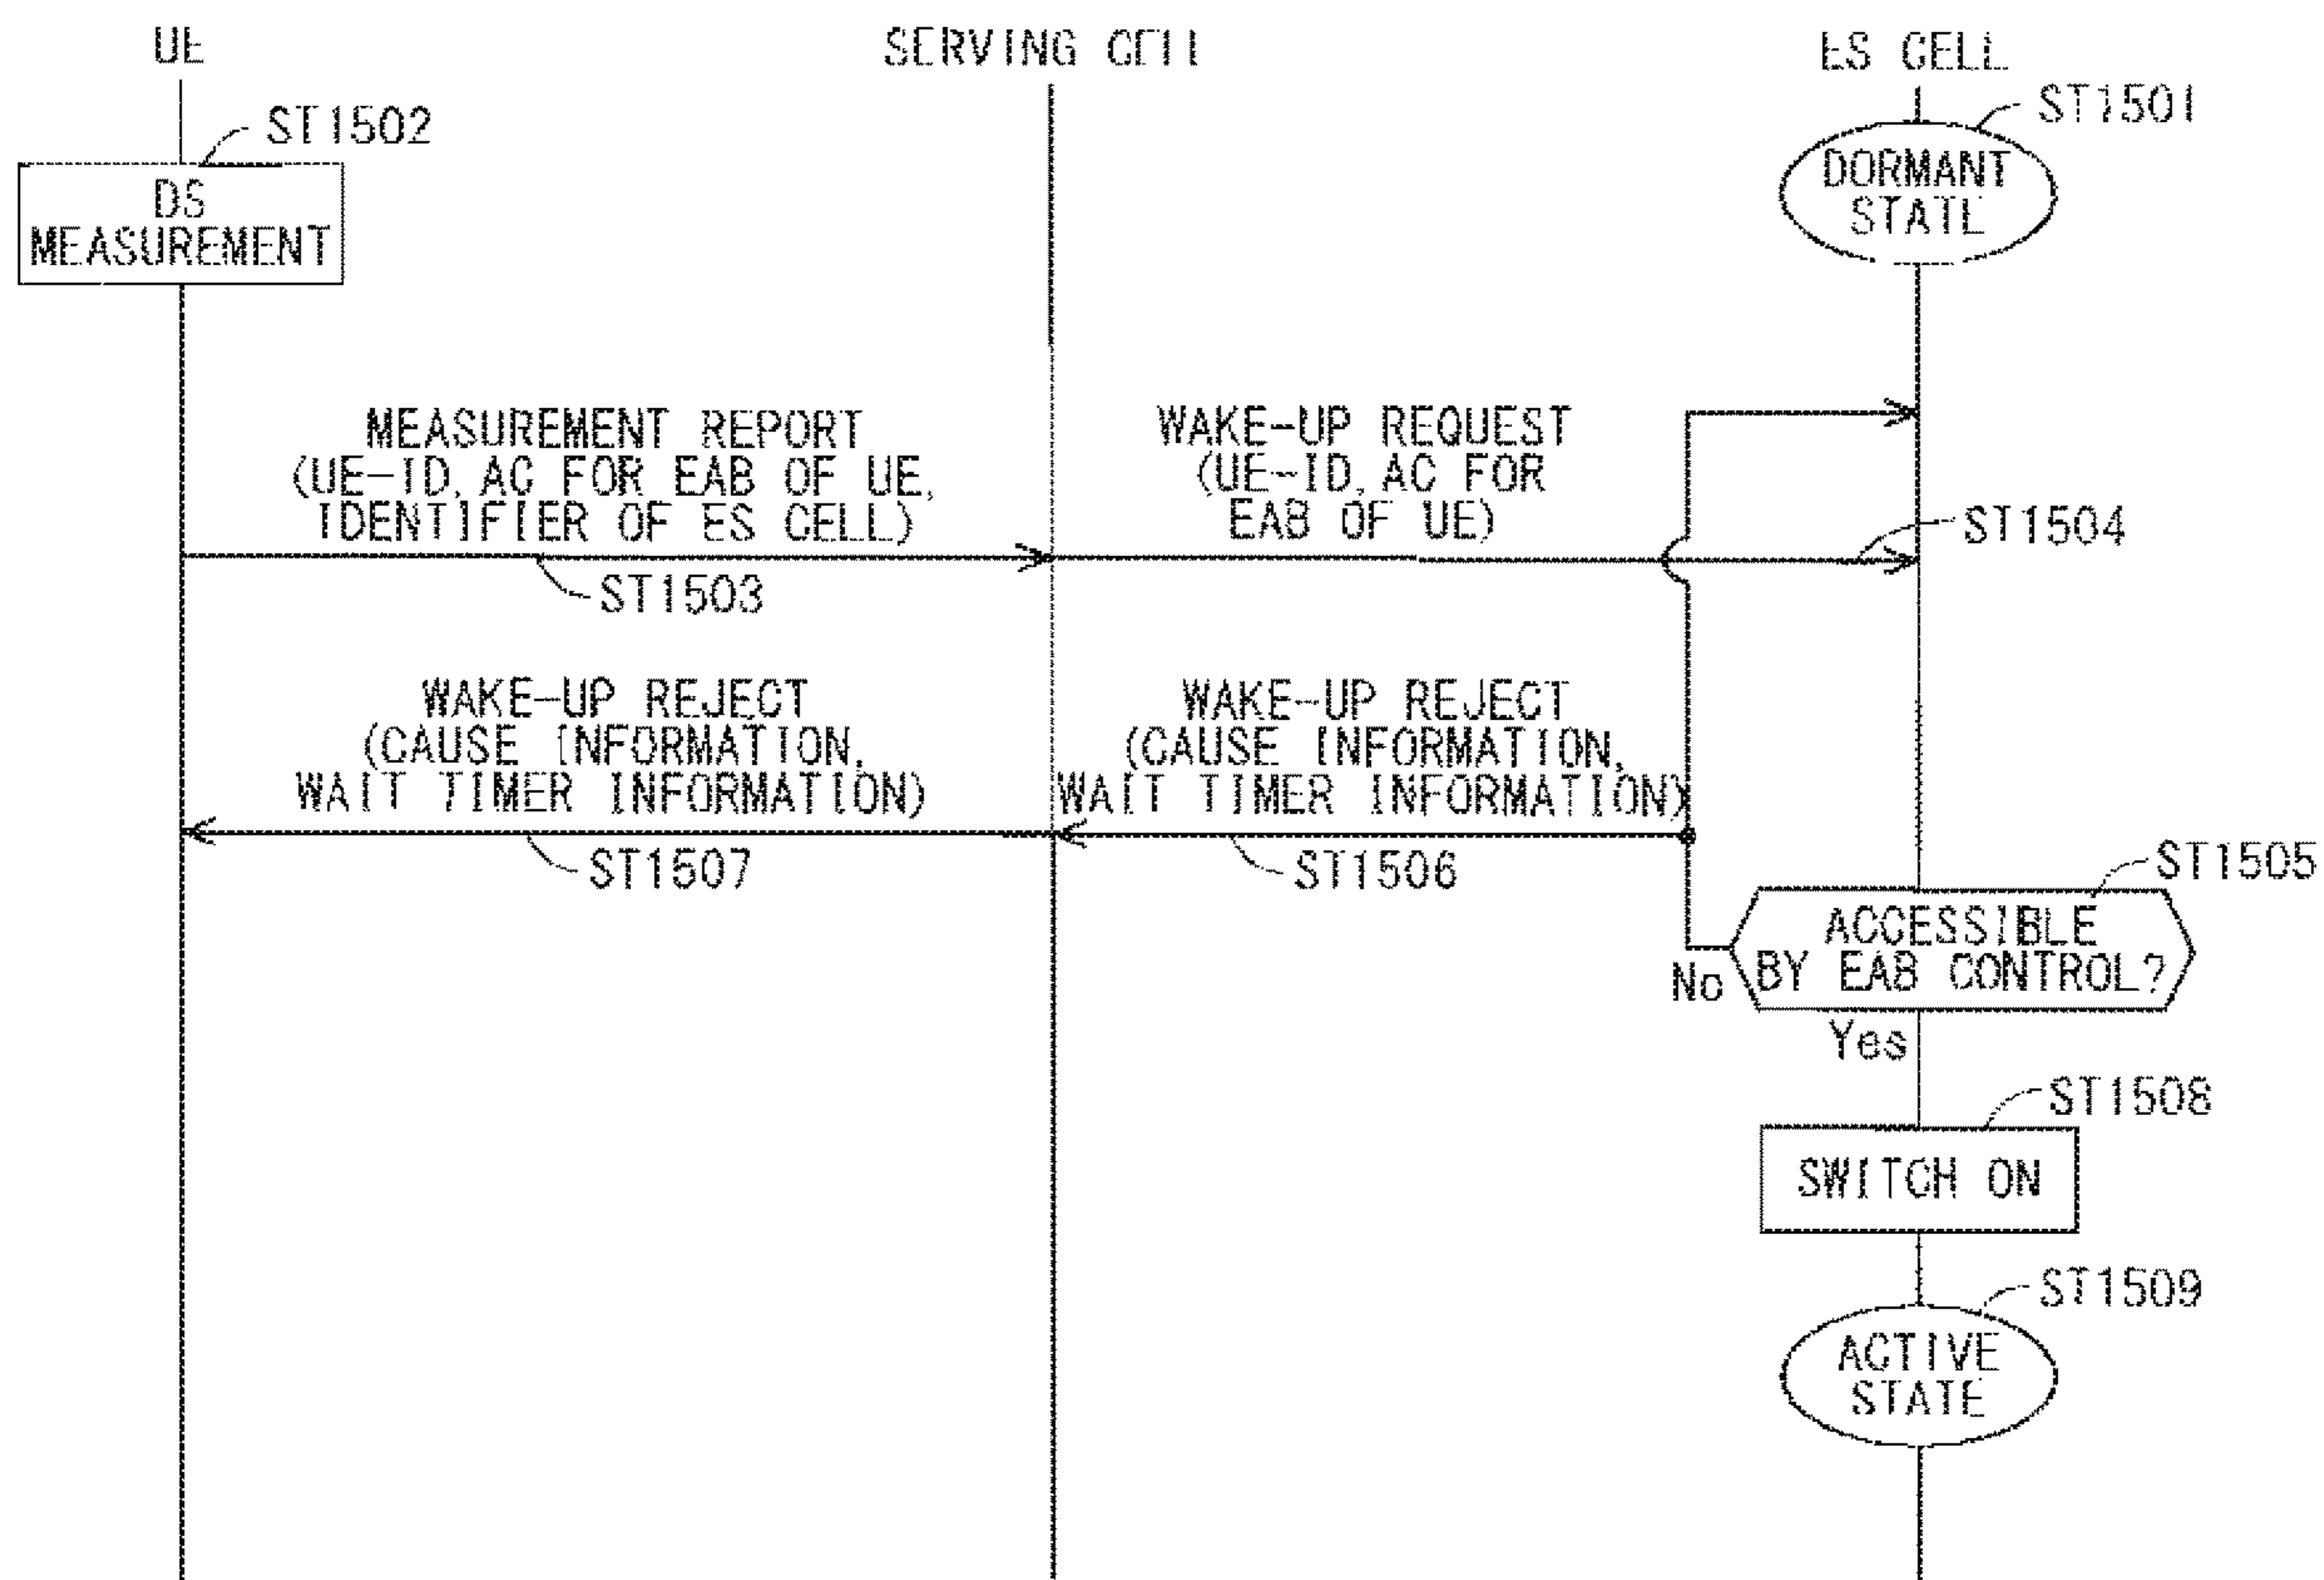 UE
SERVING CELL
ES CELL
ST1501
DORMANT
STATE
ST1502
DS
MEASUREMENT
MEASUREMENT REPORT
(UE-ID, AC FOR EAB OF UE,
IDENTIFIER OF ES CELL)
WAKE-UP REQUEST
(UE-ID, AC FOR
EAB OF UE)
ST1503
ST1504
WAKE-UP REJECT
(CAUSE INFORMATION,
WAIT TIMER INFORMATION)
WAKE-UP REJECT
(CAUSE INFORMATION,
WAIT TIMER INFORMATION)
ST1507
ST1506
ST1505
ACCESSIBLE
BY EAB CONTROL?
No
Yes
ST1508
SWITCH ON
ST1509
ACTIVE
STATE